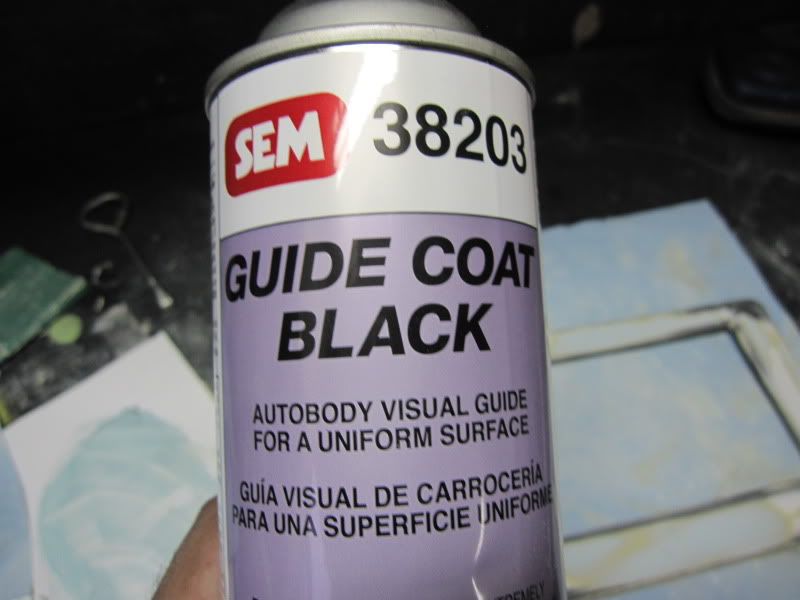 SEM 38203
GUIDE COAT
BLACK
AUTOBODY VISUAL GUIDE
FOR A UNIFORM SURFACE
GUÍA VISUAL DE CARROCERÍA
PARA UNA SUPERFICIE UNIFORME